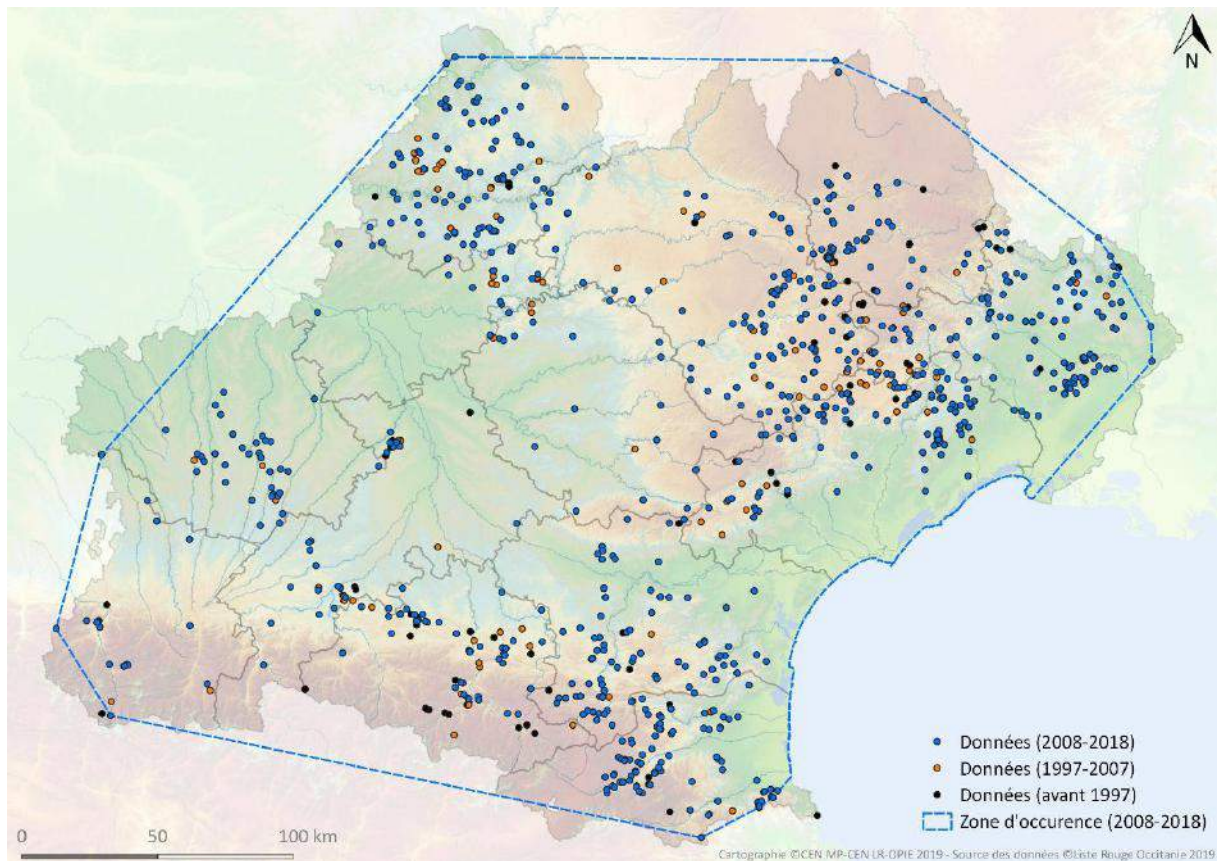 N
Données (2008-2018)
Données (1997-2007)
Données (avant 1997)
Zone d'occurence (2008-2018)
0 50 100 km
Cartographie ©CEN MP-CEN LR-OPIE 2019 - Source des données ©Liste Rouge Occitanie 2019